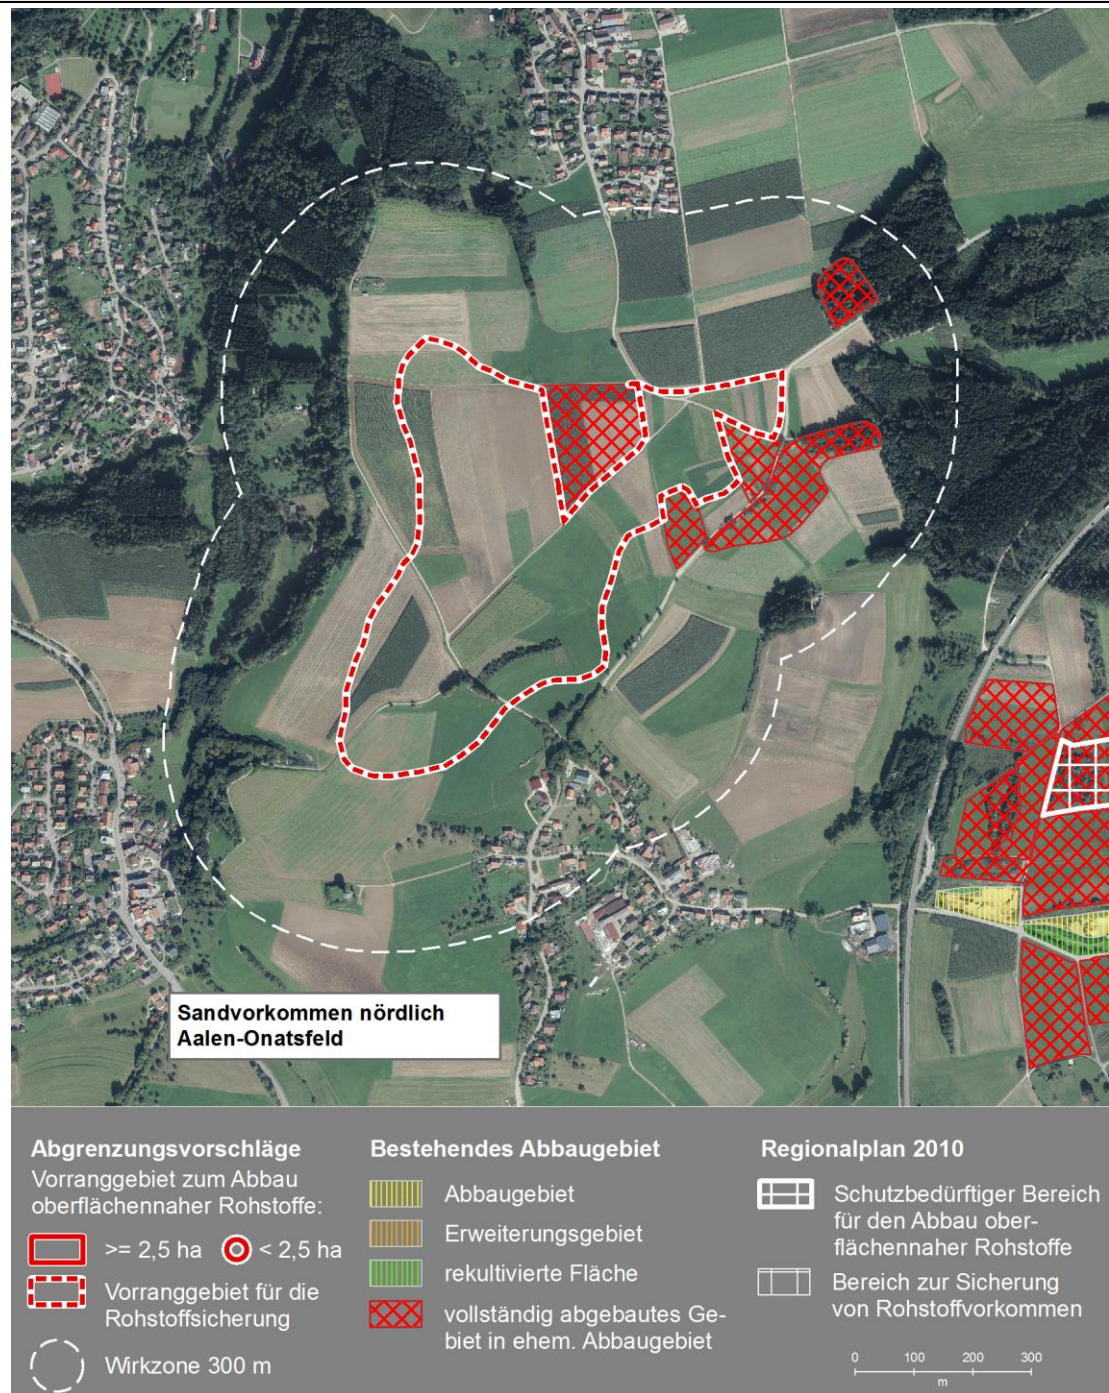 Sandvorkommen nördlich
Aalen-Onatsfeld
Abgrenzungsvorschläge
Vorranggebiet zum Abbau
oberflächennaher Rohstoffe:
>= 2,5 ha
< 2,5 ha
Vorranggebiet für die
Rohstoffsicherung
Wirkzone 300 m
Bestehendes Abbaugebiet
Abbaugebiet
Erweiterungsgebiet
rekultivierte Fläche
vollständig abgebautes Ge-
biet in ehem. Abbaugebiet
Regionalplan 2010
Schutzbedürftiger Bereich
für den Abbau ober-
flächennaher Rohstoffe
Bereich zur Sicherung
von Rohstoffvorkommen
0 100 200 300
m